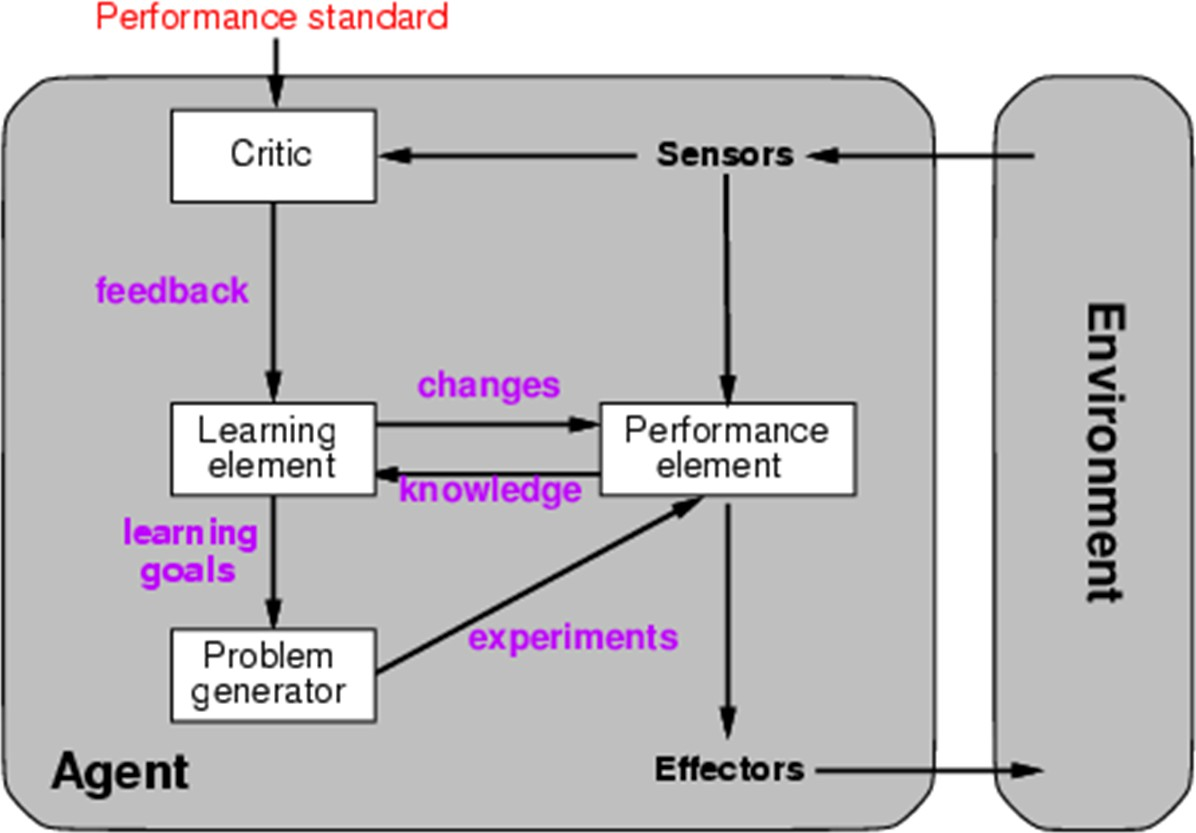 Performance standard
Critic
Sensors
feedback
changes
Learning
element
Performance
element
knowledge
learning
goals
experiments
Problem
generator
Agent
Effectors
Environment